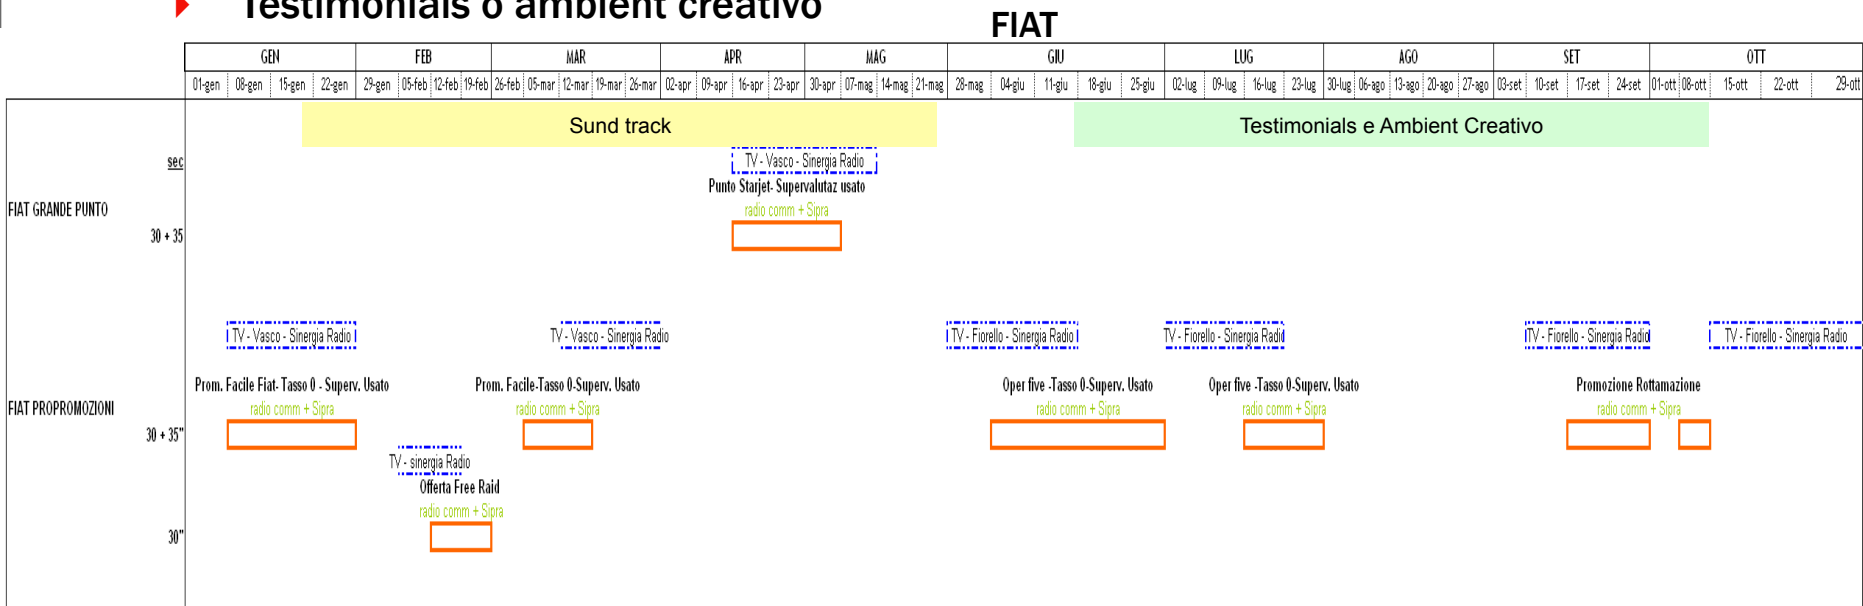 Testimonials o ambient creativo
FIAT
GEN FEB MAR APR MAG GIU LUG AGO SET OTT
01-gen 08-gen 15-gen 22-gen 29-gen 05-feb 12-feb 19-feb 26-feb 05-mar 12-mar 19-mar 26-mar 02-apr 09-apr 16-apr 23-apr 30-apr 07-mag 14-mag 21-mag 28-mag 04-giu 11-giu 18-giu 25-giu 02-lug 09-lug 16-lug 23-lug 30-lug 06-ago 13-ago 20-ago 27-ago 03-set 10-set 17-set 24-set 01-ott 08-ott 15-ott 22-ott 29-ott
Sund track Testimonials e Ambient Creativo
sec TV - Vasco - Sinergia Radio
Punto Starjet- Supervalutaz usato
FIAT GRANDE PUNTO radio comm + Sipra
30 + 35
TV - Vasco - Sinergia Radio TV - Vasco - Sinergia Radio TV - Fiorello - Sinergia Radio TV - Fiorello - Sinergia Radio TV - Fiorello - Sinergia Radio TV - Fiorello - Sinergia Radio
Prom. Facile Fiat- Tasso 0 - Superv. Usato Prom. Facile-Tasso 0-Superv. Usato Oper five -Tasso 0-Superv. Usato Oper five -Tasso 0-Superv. Usato Promozione Rottamazione
FIAT PROPROMOZIONI radio comm + Sipra radio comm + Sipra radio comm + Sipra radio comm + Sipra radio comm + Sipra
30 + 35"
TV - sinergia Radio
Offerta Free Raid
radio comm + Sipra
30"